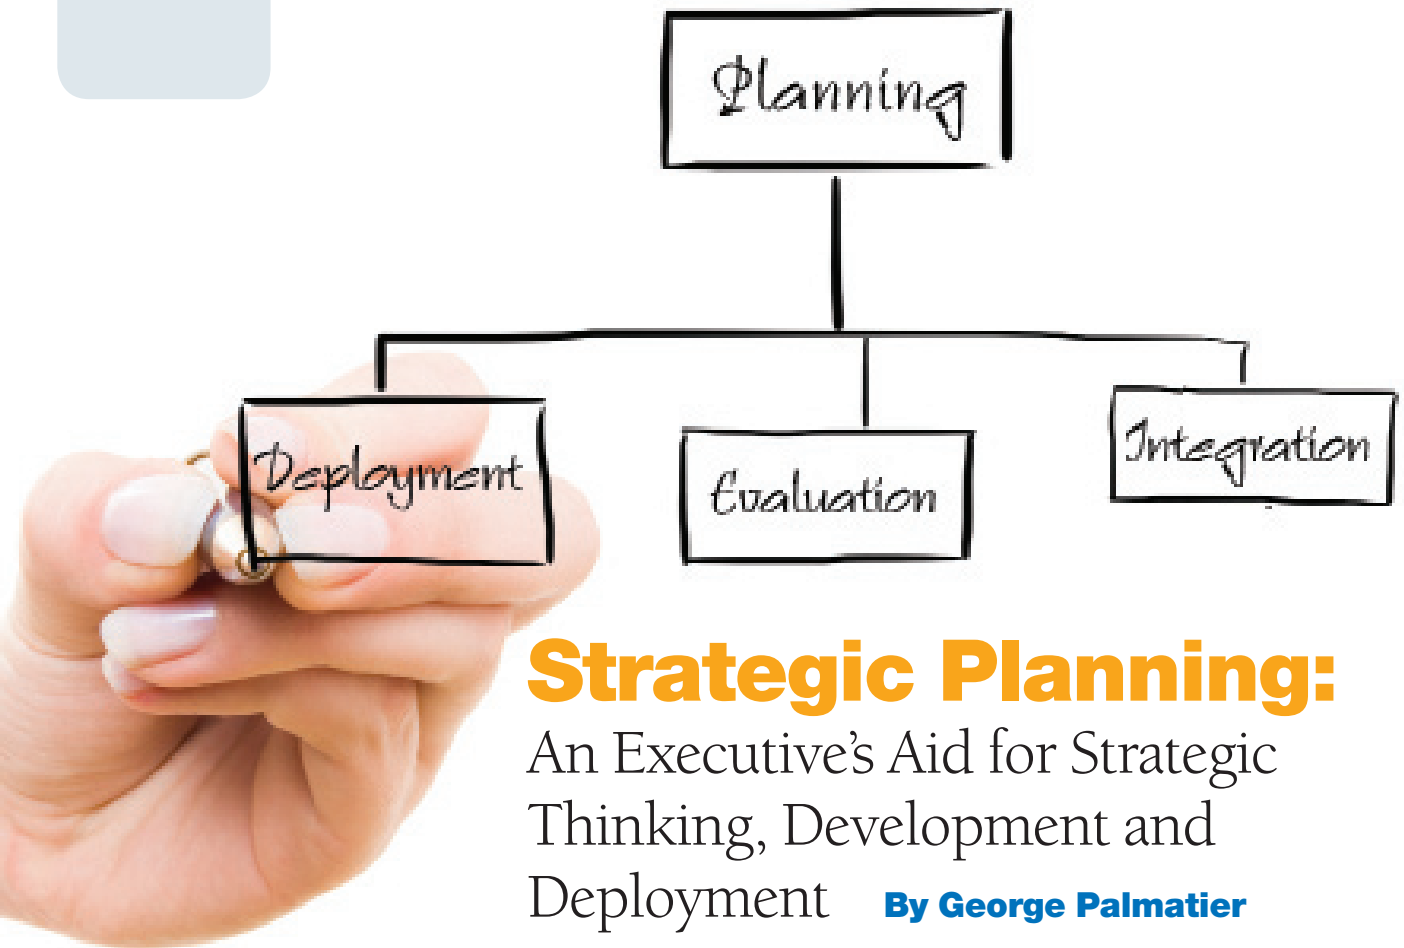 Planning
Deployment
Evaluation
Integration
Strategic Planning:
An Executive’s Aid for Strategic
Thinking, Development and
Deployment By George Palmatier